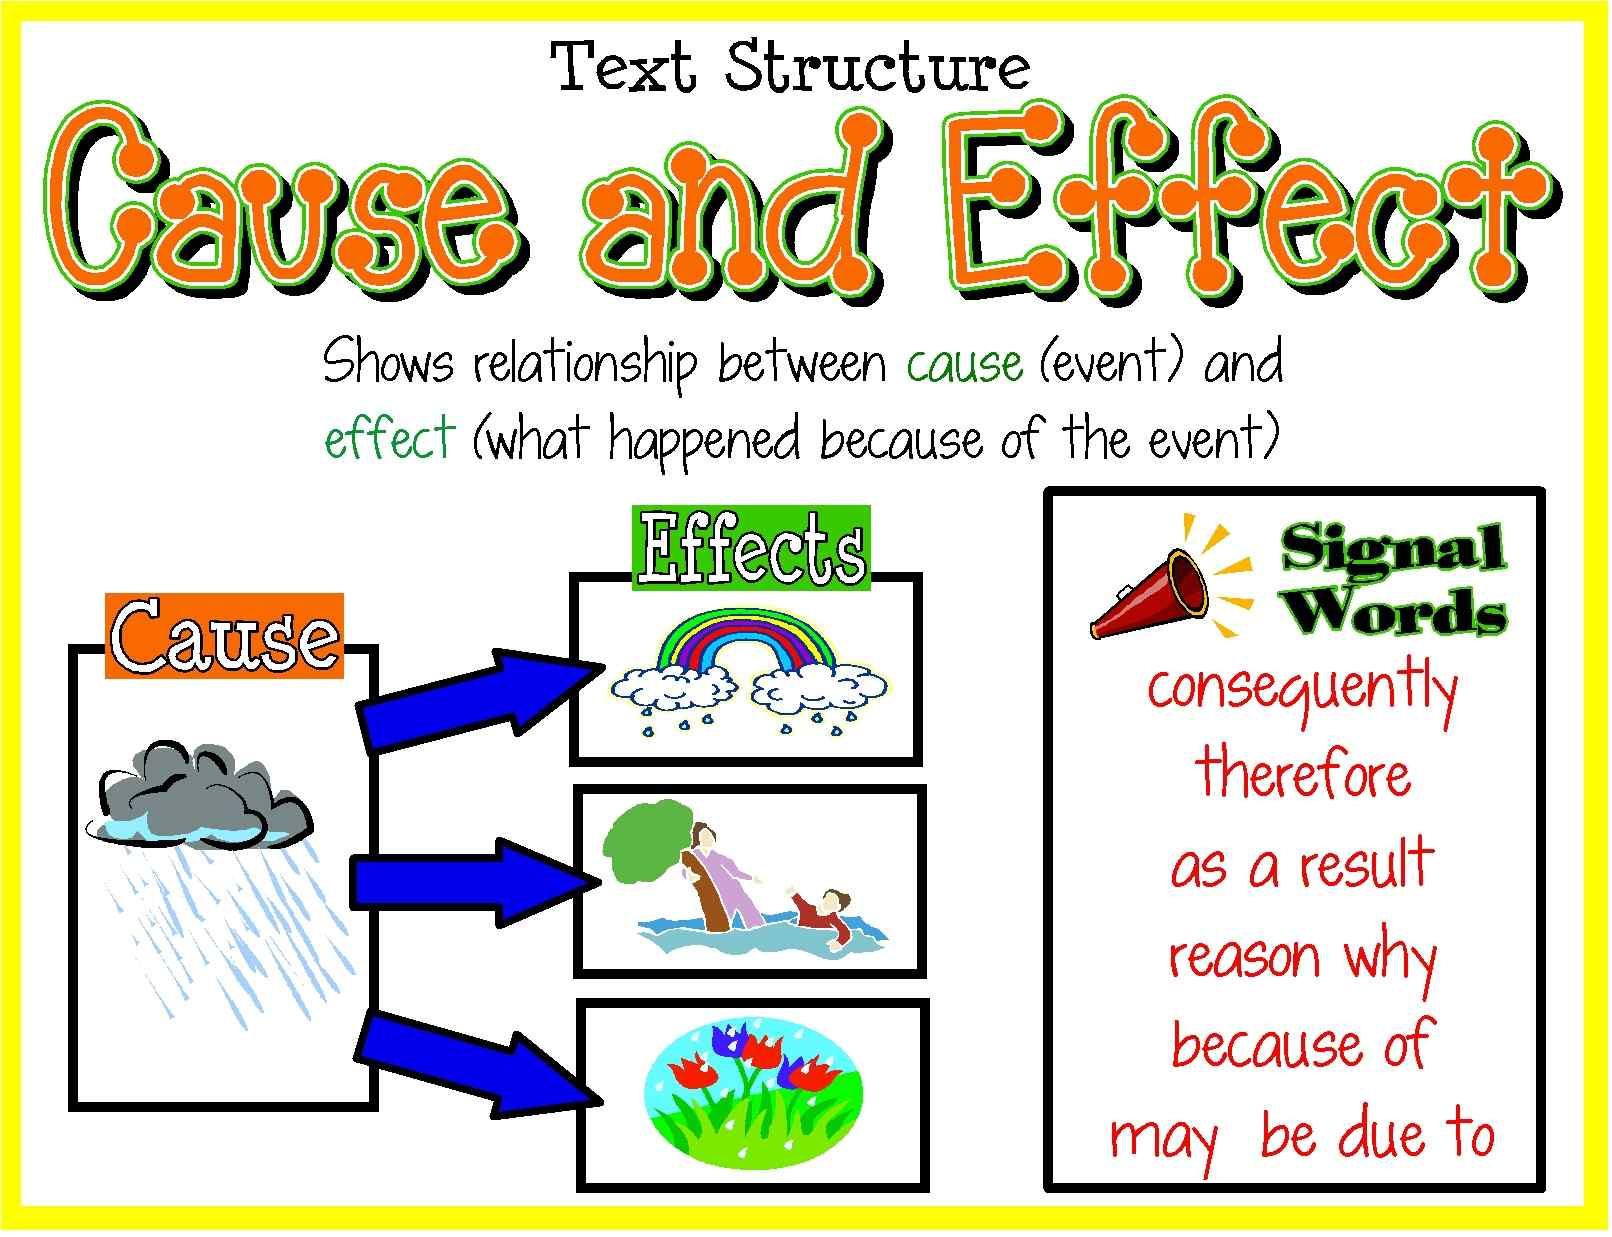 Text Structure
Cause and Effect
Shows relationship between cause (event) and
effect (what happened because of the event)
Cause
Effects
Signal
Words
consequently
therefore
as a result
reason why
because of
may be due to